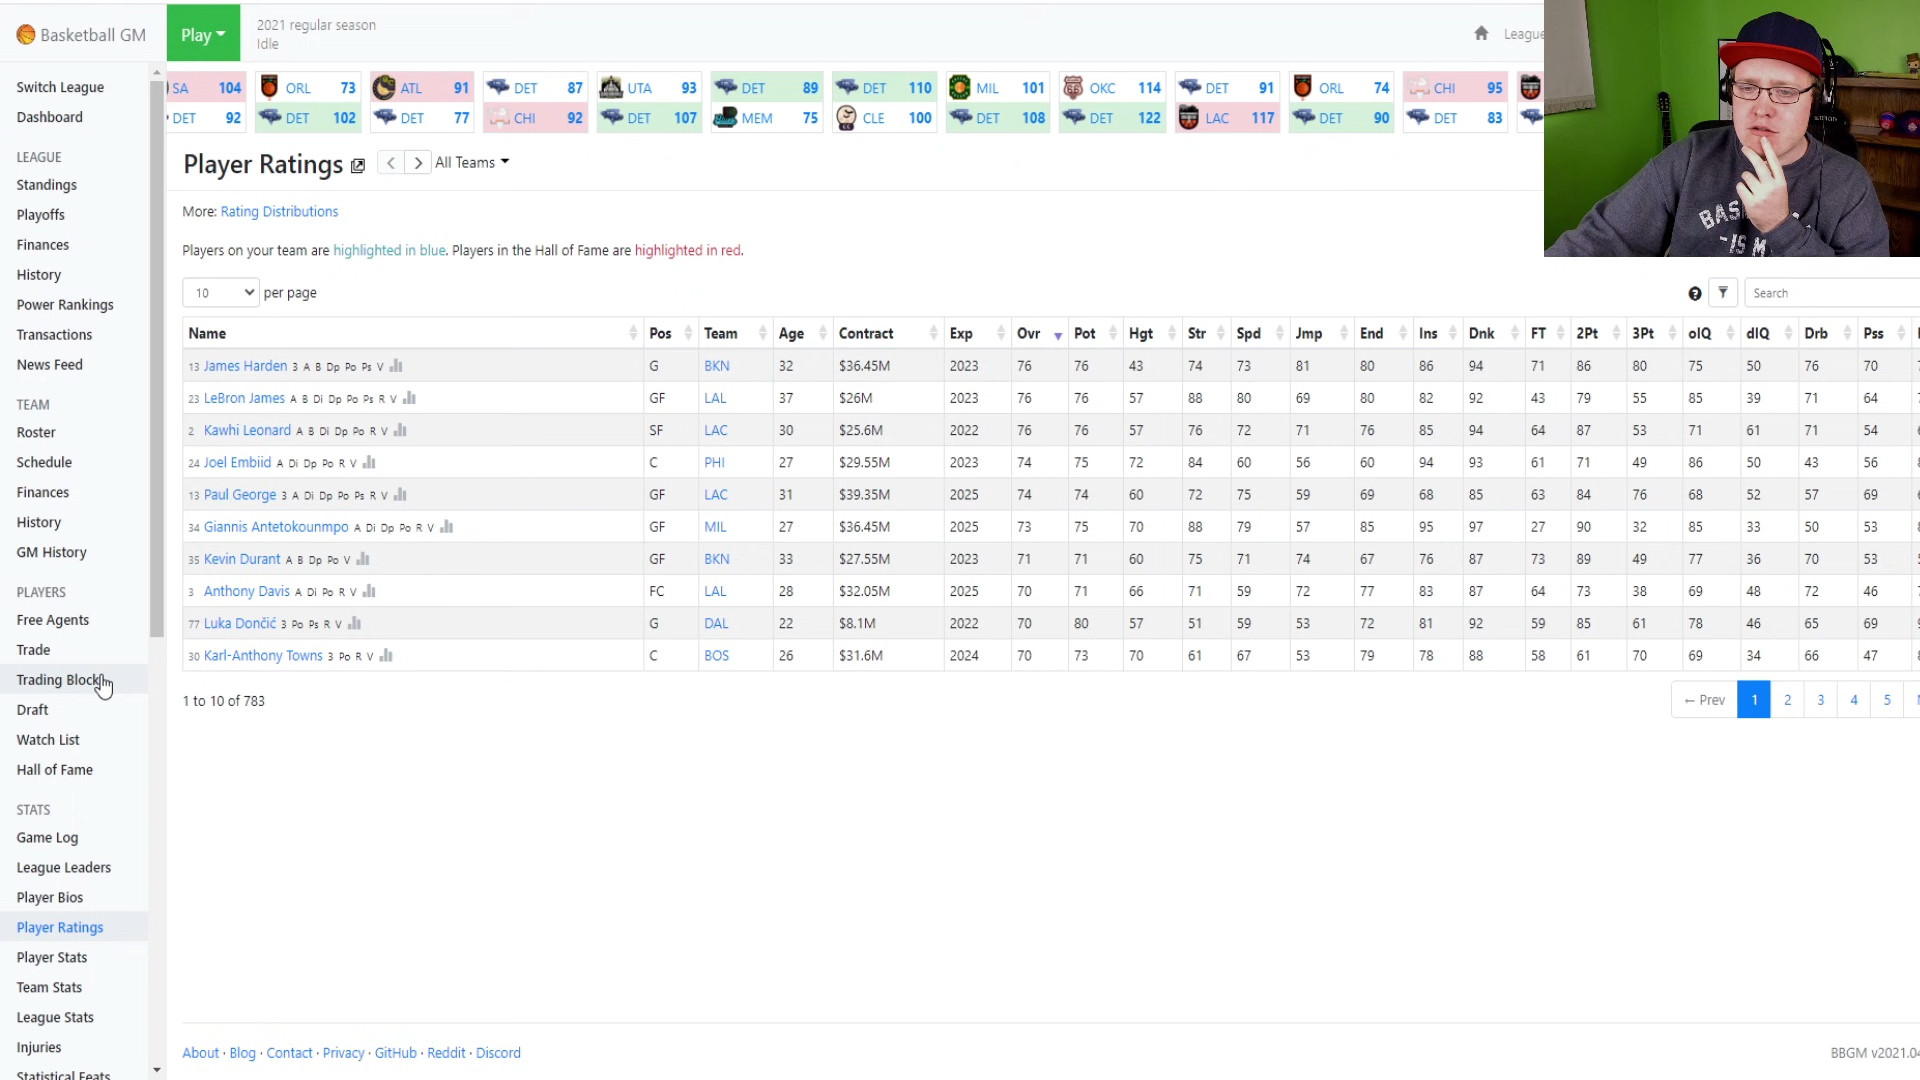 Basketball GM Play 2021 regular season
Idle
League
SA 104 ORL 73 ATL 91 DET 87 UTA 93 DET 89 DET 110 MIL 101 OKC 114 DET 91 ORL 74 CHI 95
DET 92 DET 102 DET 77 CHI 92 DET 107 MEM 75 CLE 100 DET 108 DET 122 LAC 117 DET 90 DET 83
Switch League
Dashboard
LEAGUE
Standings
Playoffs
Finances
History
Power Rankings
Transactions
News Feed
TEAM
Roster
Schedule
Finances
History
GM History
PLAYERS
Free Agents
Trade
Trading Block
Draft
Watch List
Hall of Fame
STATS
Game Log
League Leaders
Player Bios
Player Ratings
Player Stats
Team Stats
League Stats
Injuries
Statistical Feats
Player Ratings All Teams
More: Rating Distributions
Players on your team are highlighted in blue. Players in the Hall of Fame are highlighted in red.
10 per page
Search
Name Pos Team Age Contract Exp Ovr Pot Hgt Str Spd Jmp End Ins Dnk FT 2Pt 3Pt oIQ dIQ Drb Pss
13 James Harden 3 A B Dp Po Ps V G BKN 32 $36.45M 2023 76 76 43 74 73 81 80 86 94 71 86 80 75 50 76 70
23 LeBron James A B Di Dp Po Ps R V GF LAL 37 $26M 2023 76 76 57 88 80 69 80 82 92 43 79 55 85 39 71 64
2 Kawhi Leonard A B Di Dp Po R V SF LAC 30 $25.6M 2022 76 76 57 76 72 71 76 85 94 64 87 53 71 61 71 54
24 Joel Embiid A Di Dp Po R V C PHI 27 $29.55M 2023 74 75 72 84 60 56 60 94 93 61 71 49 86 50 43 56
13 Paul George 3 A Di Dp Po Ps R V GF LAC 31 $39.35M 2025 74 74 60 72 75 59 69 68 85 63 84 76 68 52 57 69
34 Giannis Antetokounmpo A Di Dp Po R V GF MIL 27 $36.45M 2025 73 75 70 88 79 57 85 95 97 27 90 32 85 33 50 53
35 Kevin Durant A B Dp Po V GF BKN 33 $27.55M 2023 71 71 60 75 71 74 67 76 87 73 89 49 77 36 70 53
3 Anthony Davis A Di Po R V FC LAL 28 $32.05M 2025 70 71 66 71 59 72 77 83 87 64 73 38 69 48 72 46
77 Luka Dončić 3 Po Ps R V G DAL 22 $8.1M 2022 70 80 57 51 59 53 72 81 92 59 85 61 78 46 65 69
30 Karl-Anthony Towns 3 Po R V C BOS 26 $31.6M 2024 70 73 70 61 67 53 79 78 88 58 61 70 69 34 66 47
1 to 10 of 783
← Prev 1 2 3 4 5
About · Blog · Contact · Privacy · GitHub · Reddit · Discord
BBGM v2021.04